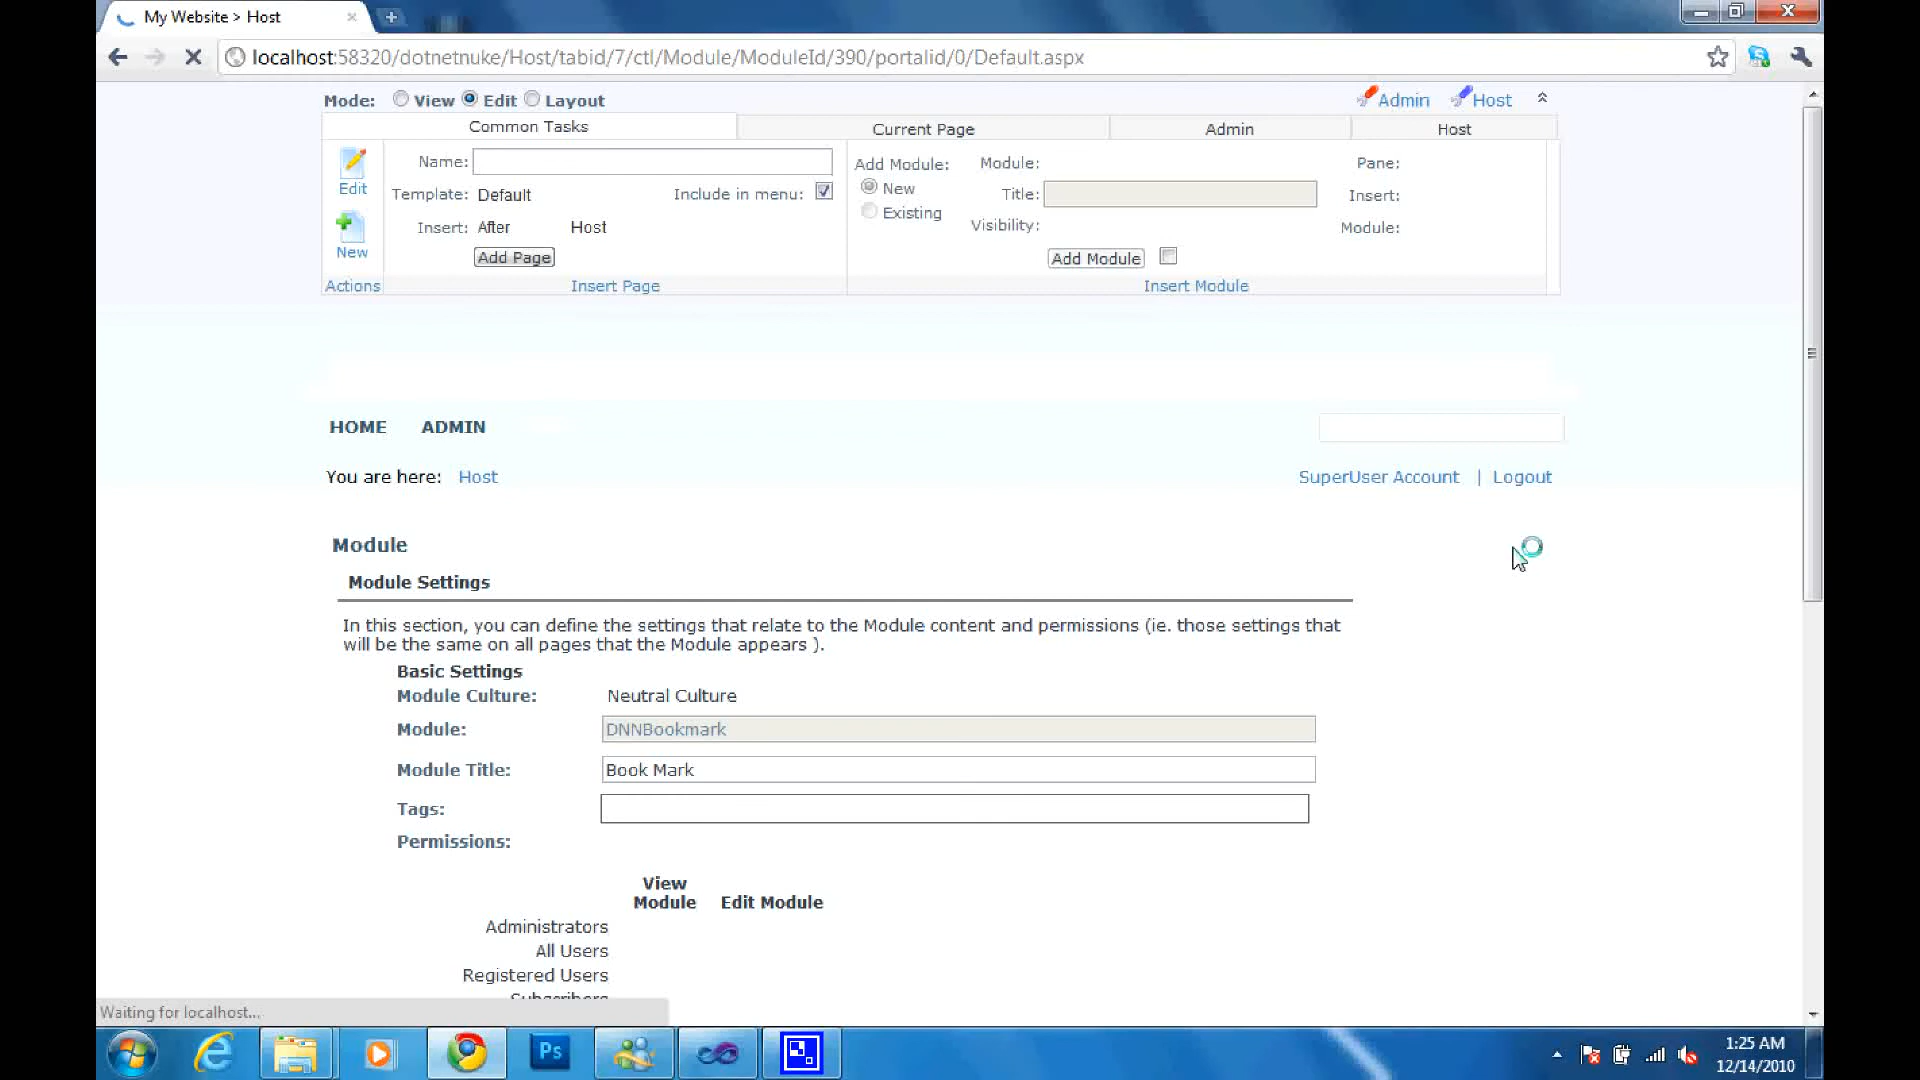 My Website > Host
localhost:58320/dotnetnuke/Host/tabid/7/ctl/Module/ModuleId/390/portalid/0/Default.aspx
Mode: View Edit Layout
Admin Host
Common Tasks Current Page Admin Host
Edit
New
Actions
Name:
Template: Default Include in menu:
Insert: After Host
Add Page
Insert Page
Add Module: Module: Pane:
New Title: Insert:
Existing Visibility: Module:
Add Module
Insert Module
HOME ADMIN
You are here: Host
SuperUser Account | Logout
Module
Module Settings
In this section, you can define the settings that relate to the Module content and permissions (ie. those settings that
will be the same on all pages that the Module appears ).
Basic Settings
Module Culture: Neutral Culture
Module: DNNBookmark
Module Title: Book Mark
Tags:
Permissions:
View
Module Edit Module
Administrators
All Users
Registered Users
Subscribers
Waiting for localhost...
Ps
1:25 AM
12/14/2010